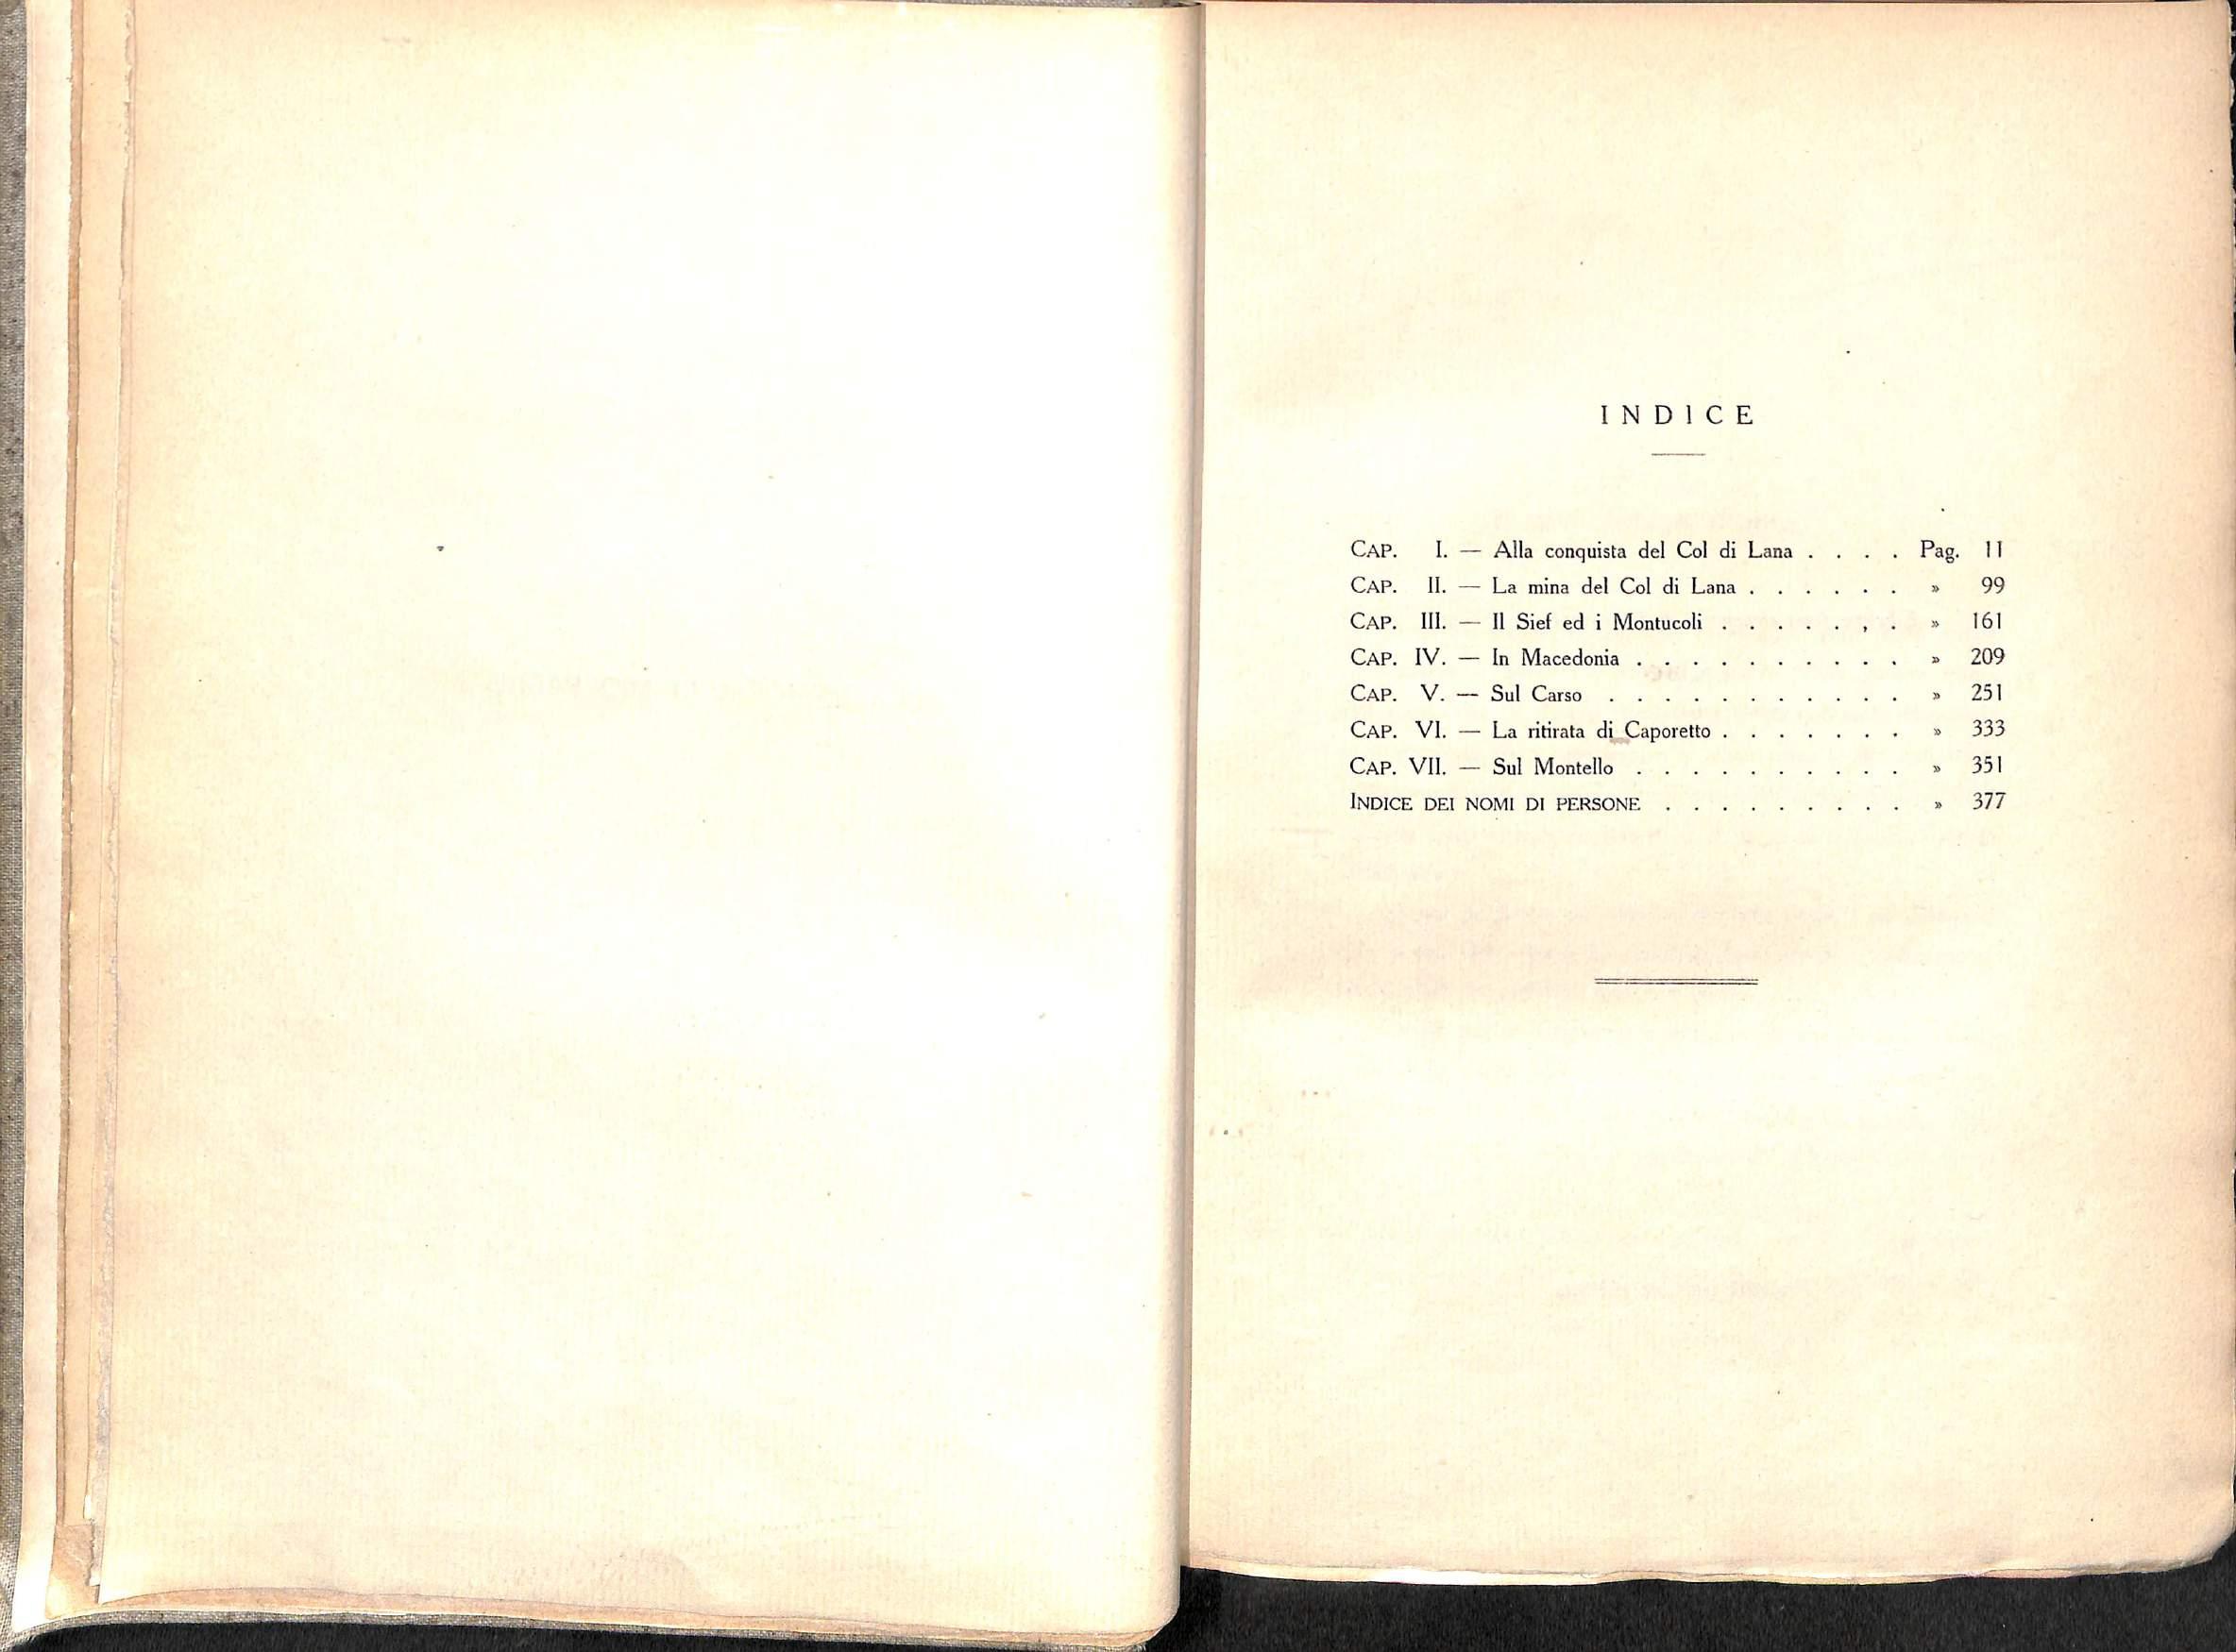 INDICE
CAP. I. — Alla conquista del Col di Lana . . . . Pag. 11
CAP. II. — La mina del Col di Lana . . . . . . » 99
CAP. III. — Il Sief ed i Montucoli . . . . . , . » 161
CAP. IV. — In Macedonia . . . . . . . . . . » 209
CAP. V. — Sul Carso . . . . . . . . . . . » 251
CAP. VI. — La ritirata di Caporetto . . . . . . . » 333
CAP. VII. — Sul Montello . . . . . . . . . . » 351
INDICE DEI NOMI DI PERSONE . . . . . . . . . » 377